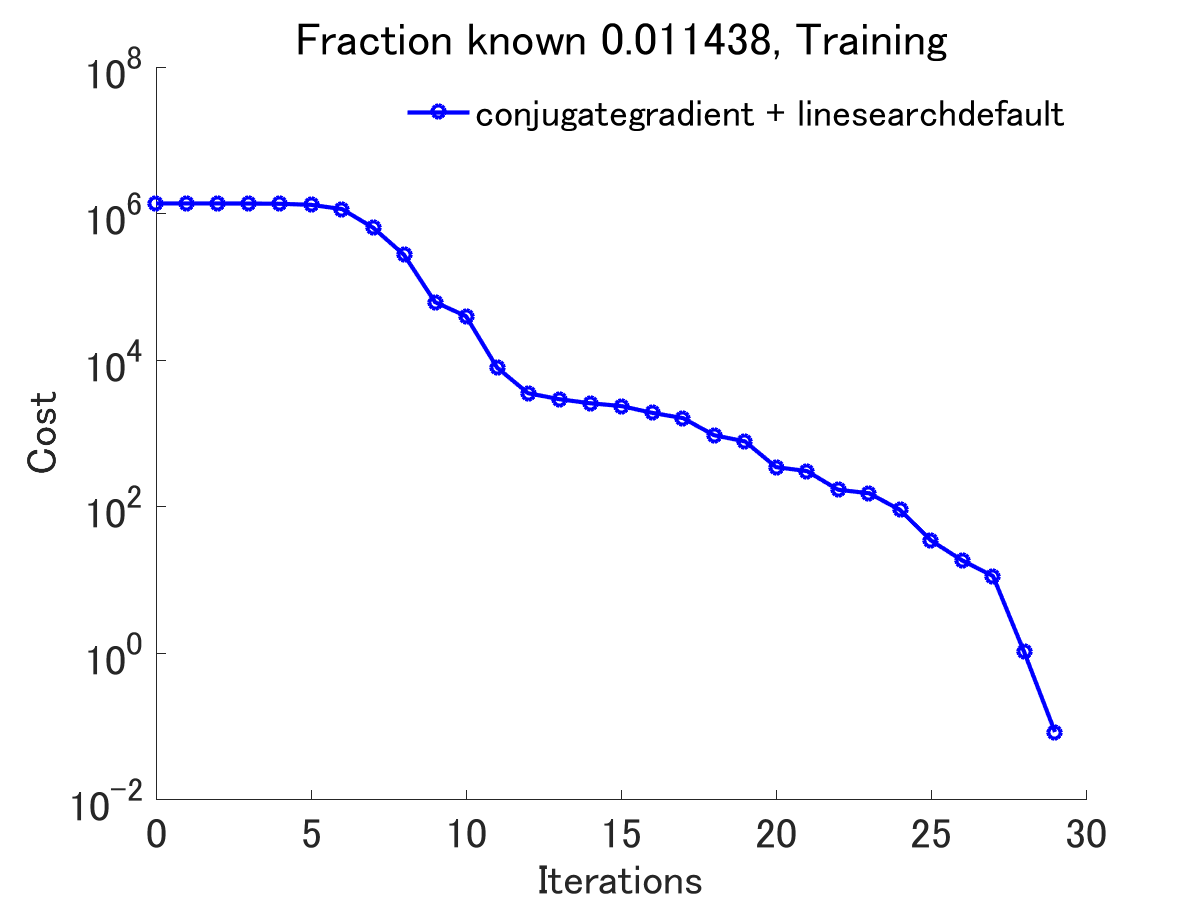 Fraction known 0.011438, Training
conjugategradient + linesearchdefault
10^8
10^6
10^4
10^2
10^0
10^-2
Cost
0 5 10 15 20 25 30
Iterations